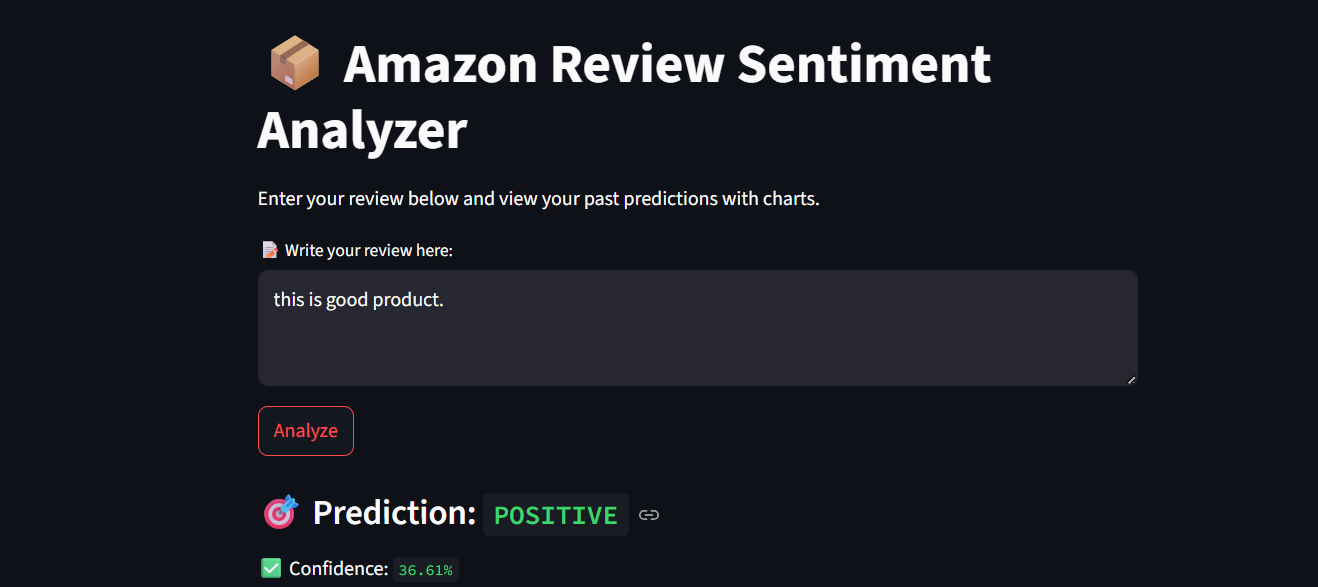 Amazon Review Sentiment
Analyzer
Enter your review below and view your past predictions with charts.
Write your review here:
this is good product.
Analyze
Prediction: POSITIVE
Confidence: 36.61%